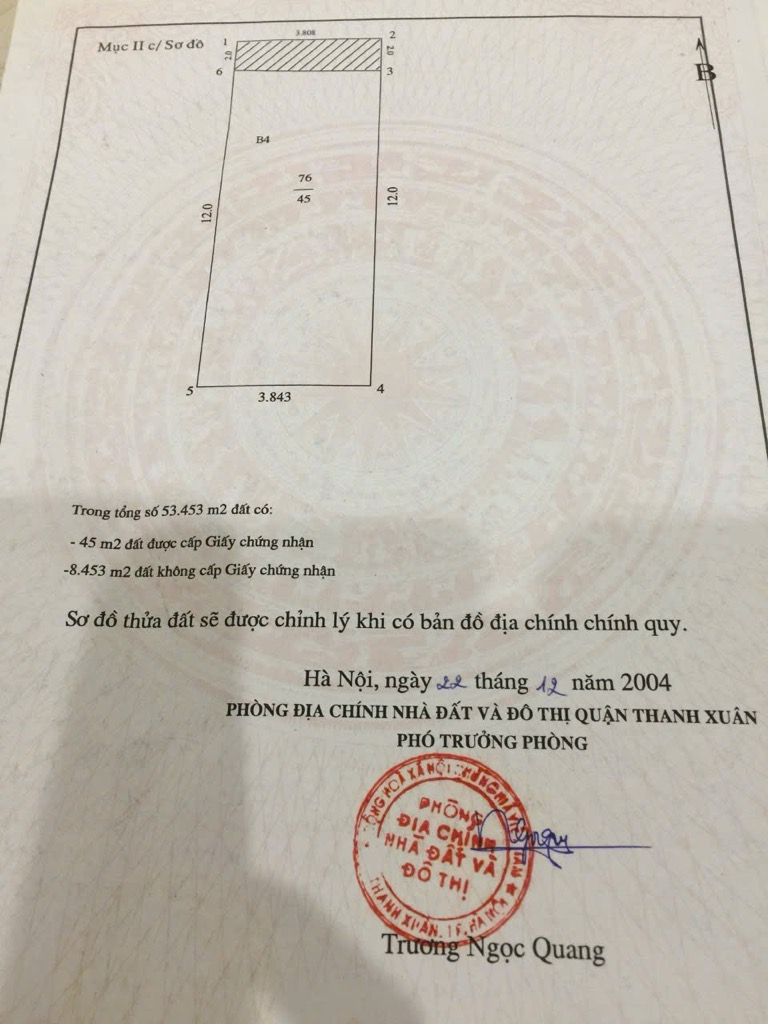 Mục II c/ Sơ đồ
1
3.808
2
2.0
2.0
6
3
B
B4
76
45
12.0
12.0
5
3.843
4
Trong tổng số 53.453 m2 đất có:
- 45 m2 đất được cấp Giấy chứng nhận
-8.453 m2 đất không cấp Giấy chứng nhận
Sơ đồ thửa đất sẽ được chỉnh lý khi có bản đồ địa chính chính quy.
Hà Nội, ngày 22 tháng 12 năm 2004
PHÒNG ĐỊA CHÍNH NHÀ ĐẤT VÀ ĐÔ THỊ QUẬN THANH XUÂN
PHÓ TRƯỞNG PHÒNG
PHÒNG
ĐỊA CHÍNH
NHÀ ĐẤT VÀ
ĐÔ THỊ
THANH XUÂN. TP. HÀ NỘI
Trương Ngọc Quang